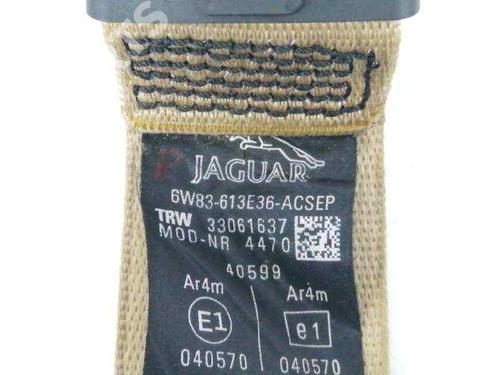 JAGUAR
6W83-613E36-ACSEP
TRW 33061637
MOD-NR 4470
40599
Ar4m Ar4m
E1 e1
040570 040570